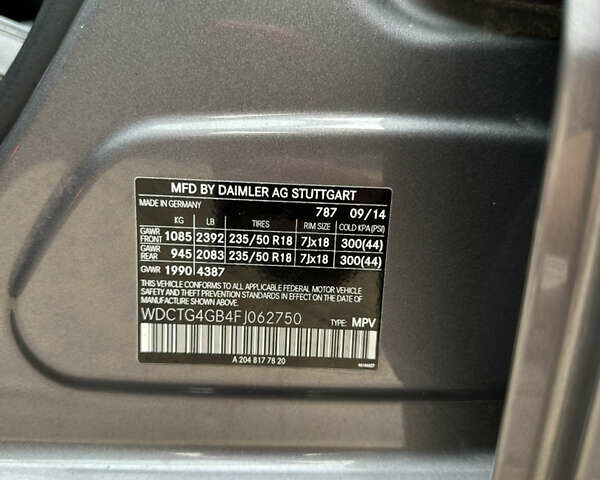 MFD BY DAIMLER AG STUTTGART
MADE IN GERMANY 787 09/14
KG LB TIRES RIM SIZE COLD KPA (PSI)
GAWR FRONT 1085 2392 235/50 R18 7Jx18 300(44)
GAWR REAR 945 2083 235/50 R18 7Jx18 300(44)
GVWR 1990 4387
THIS VEHICLE CONFORMS TO ALL APPLICABLE FEDERAL MOTOR VEHICLE
SAFETY BUMPER AND THEFT PREVENTION STANDARDS IN EFFECT ON
THE DATE OF MANUFACTURE SHOWN ABOVE.
WDCTG4GB4FJ062750 TYPE: MPV
A 204 817 78 20